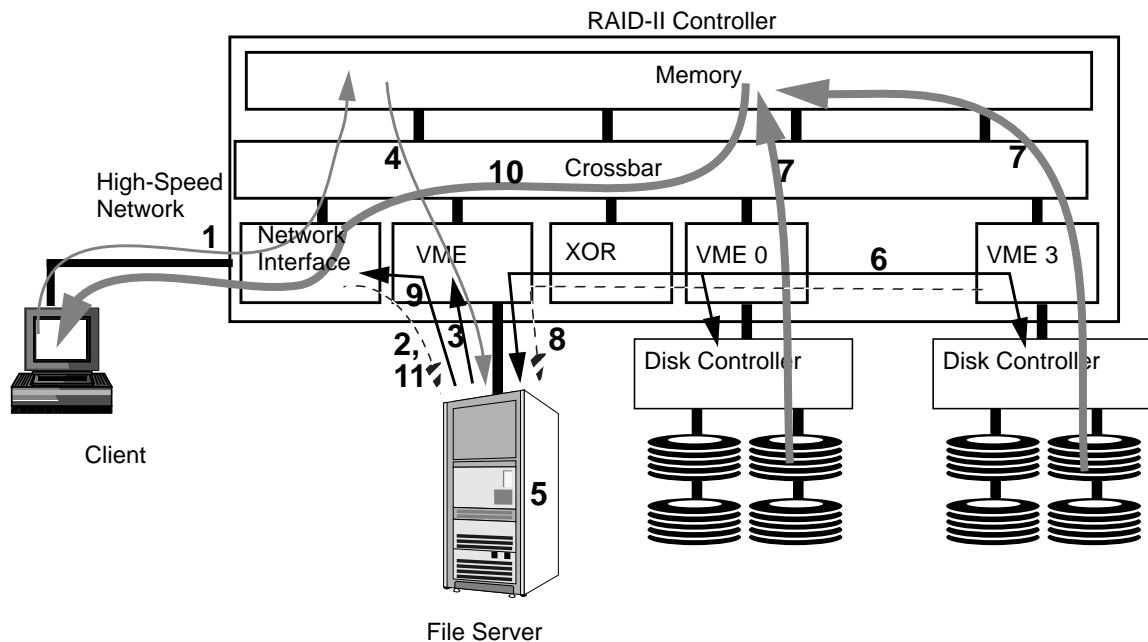 RAID-II Controller
Memory
4
10
Crossbar
7
7
High-Speed
Network
1
Network
Interface
VME
XOR
VME 0
6
VME 3
9
2,
11
3
8
Disk Controller
Disk Controller
Client
5
File Server